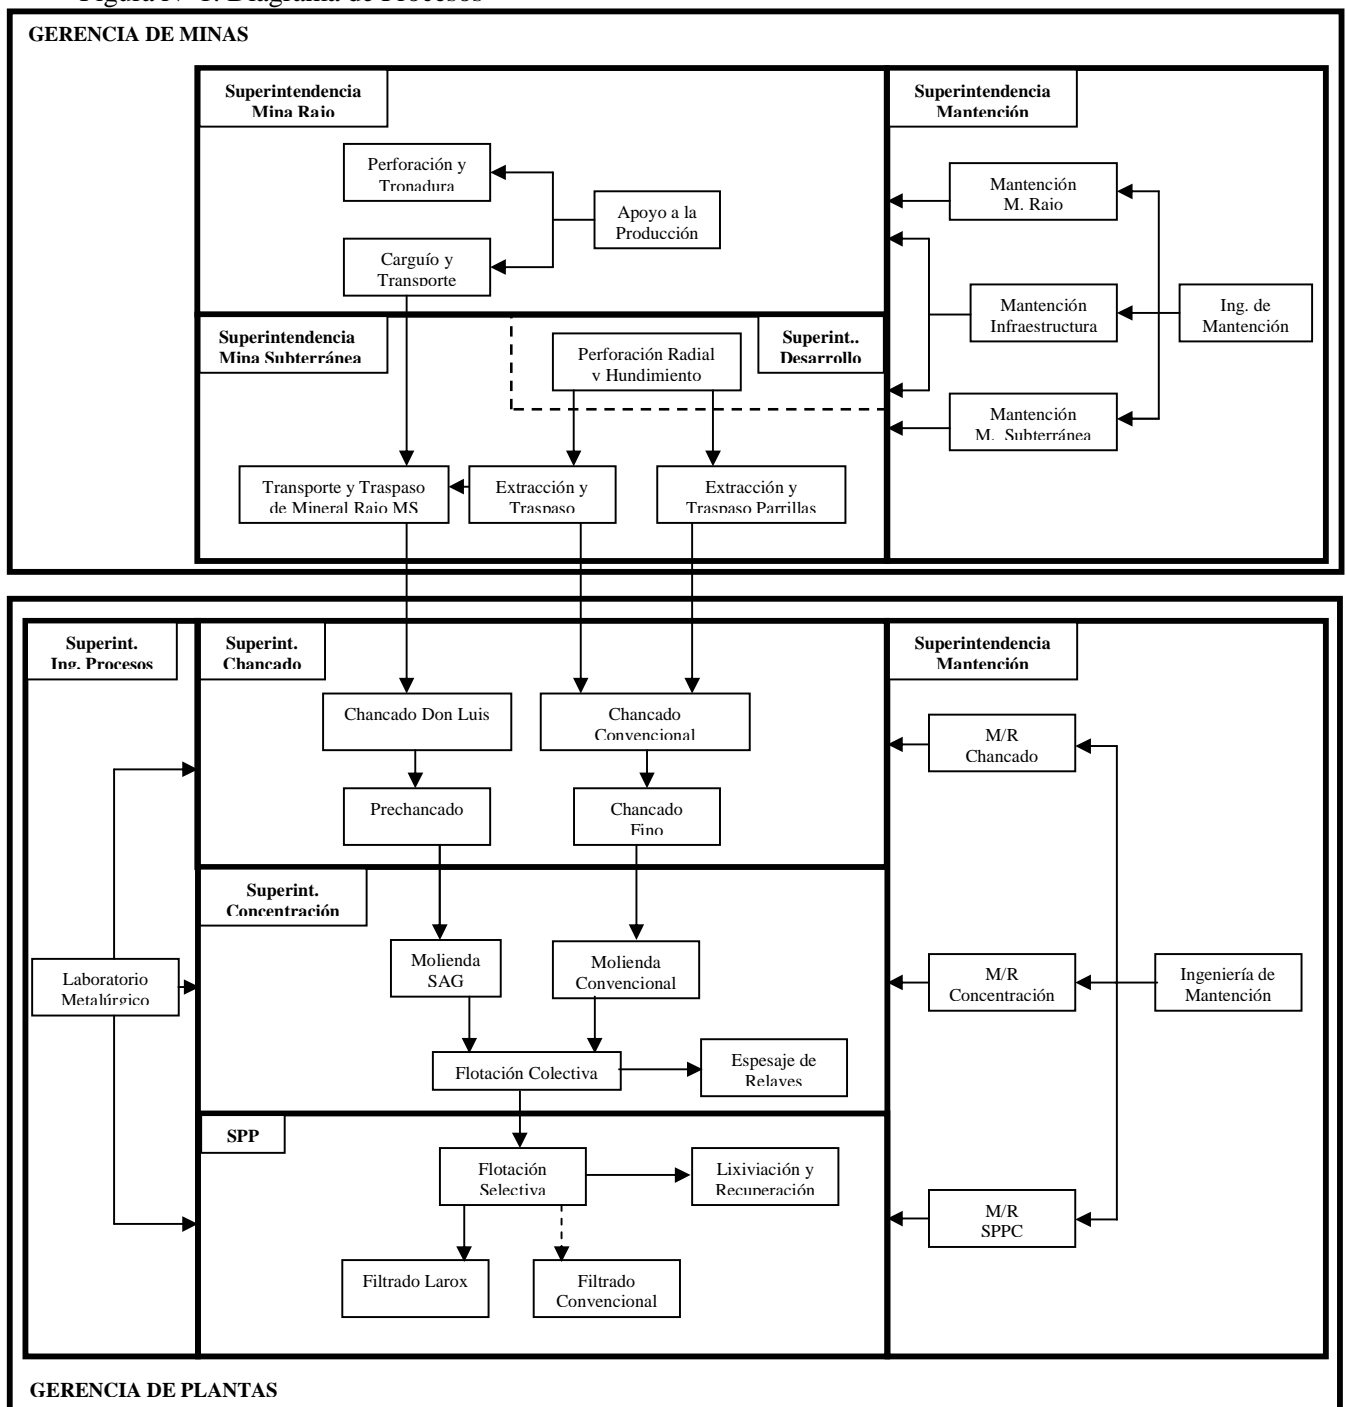 Figura N° 1: Diagrama de Procesos
GERENCIA DE MINAS
Superintendencia
Mina Rajo
Superintendencia
Mantención
Perforación y
Tronadura
Apoyo a la
Producción
Carguío y
Transporte
Mantención
M. Rajo
Mantención
Infraestructura
Ing. de
Mantención
Mantención
M. Subterránea
Superintendencia
Mina Subterránea
Perforación Radial
y Hundimiento
Superint..
Desarrollo
Transporte y Traspaso
de Mineral Rajo MS
Extracción y
Traspaso
Extracción y
Traspaso Parrillas
Superint.
Ing. Procesos
Superint.
Chancado
Superintendencia
Mantención
Chancado Don Luis
Chancado
Convencional
M/R
Chancado
Prechancado
Chancado
Fino
Superint.
Concentración
Laboratorio
Metalúrgico
Molienda
SAG
Molienda
Convencional
M/R
Concentración
Ingeniería de
Mantención
Flotación Colectiva
Espesaje de
Relaves
SPP
Flotación
Selectiva
Lixiviación y
Recuperación
M/R
SPPC
Filtrado Larox
Filtrado
Convencional
GERENCIA DE PLANTAS